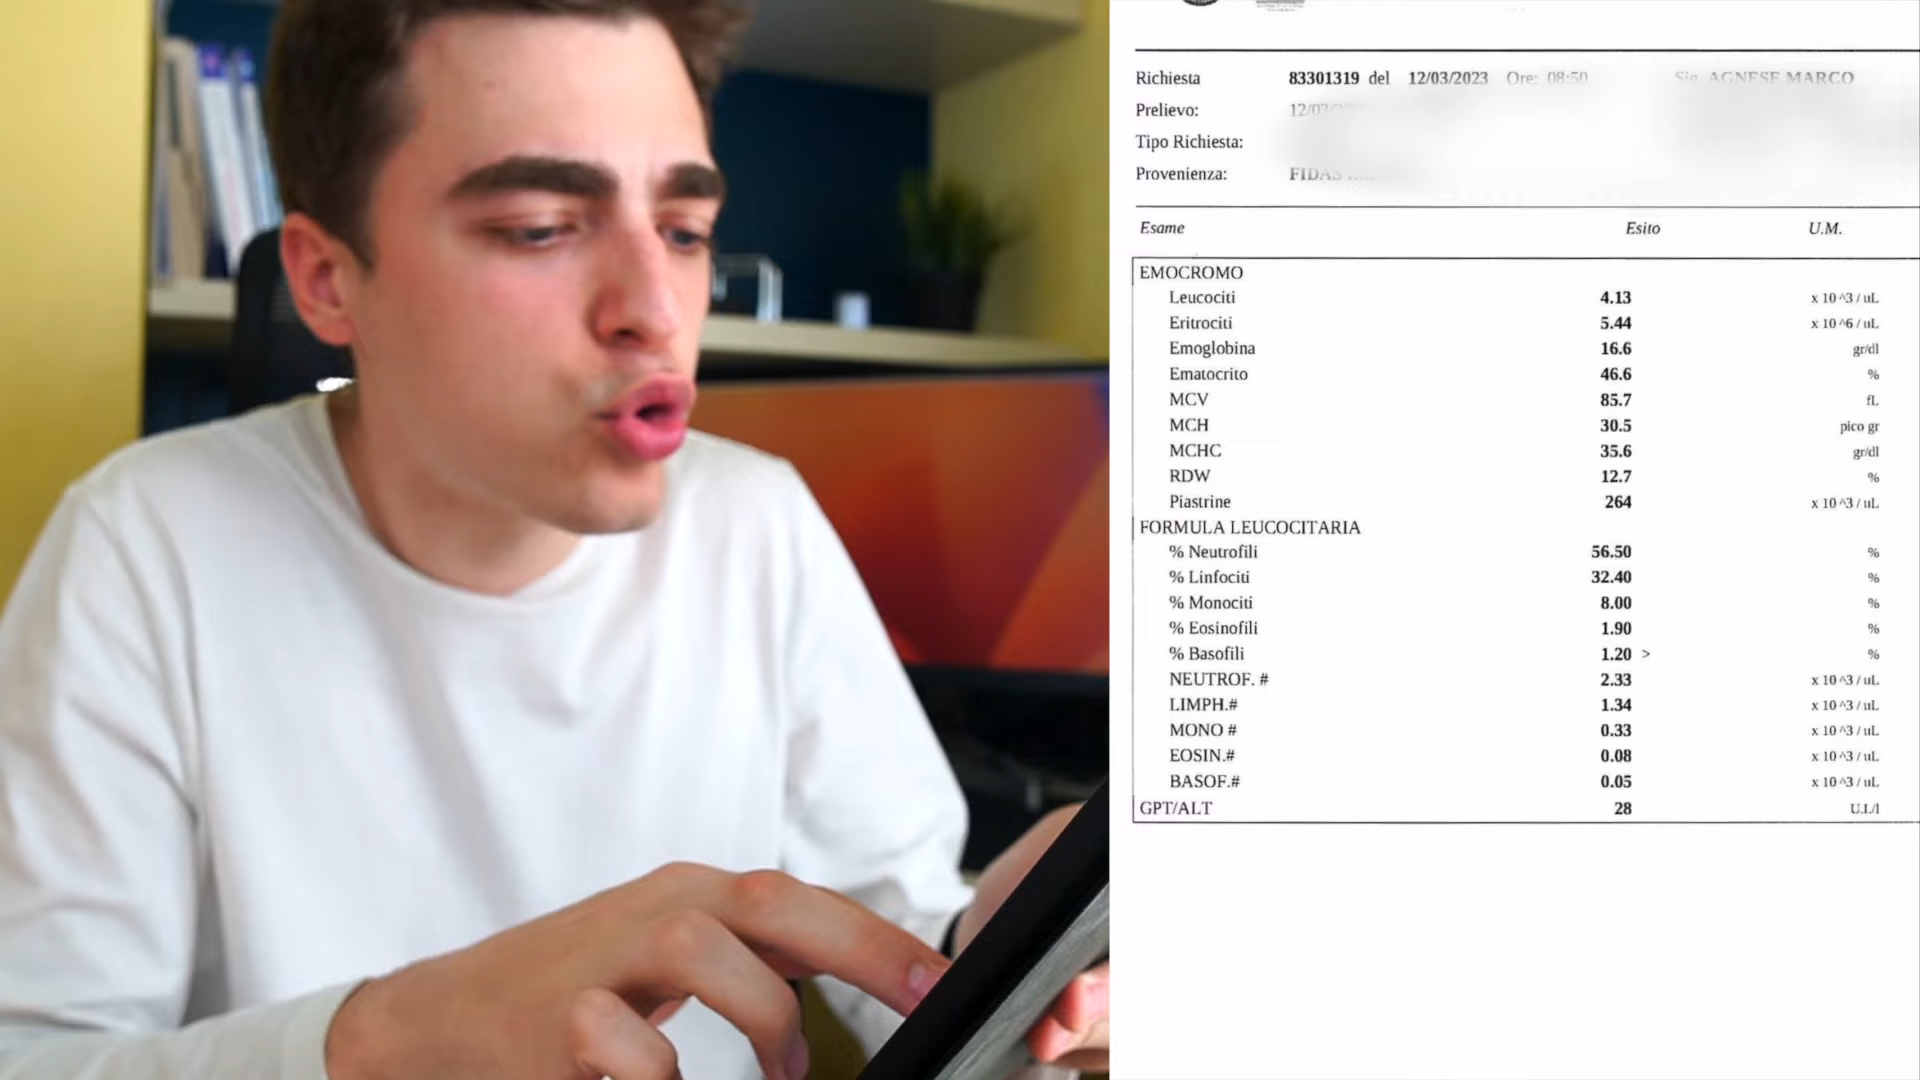 Richiesta 83301319 del 12/03/2023 Ore: 08:50 Sig. AGNESE MARCO
Prelievo:
Tipo Richiesta:
Provenienza: FIDAS
Esame Esito U.M.
EMOCROMO
Leucociti 4.13 x 10^3 / uL
Eritrociti 5.44 x 10^6 / uL
Emoglobina 16.6 gr/dl
Ematocrito 46.6 %
MCV 85.7 fL
MCH 30.5 pico gr
MCHC 35.6 gr/dl
RDW 12.7 %
Piastrine 264 x 10^3 / uL
FORMULA LEUCOCITARIA
% Neutrofili 56.50 %
% Linfociti 32.40 %
% Monociti 8.00 %
% Eosinofili 1.90 %
% Basofili 1.20 > %
NEUTROF. # 2.33 x 10^3 / uL
LIMPH.# 1.34 x 10^3 / uL
MONO # 0.33 x 10^3 / uL
EOSIN.# 0.08 x 10^3 / uL
BASOF.# 0.05 x 10^3 / uL
GPT/ALT 28 U.I./l